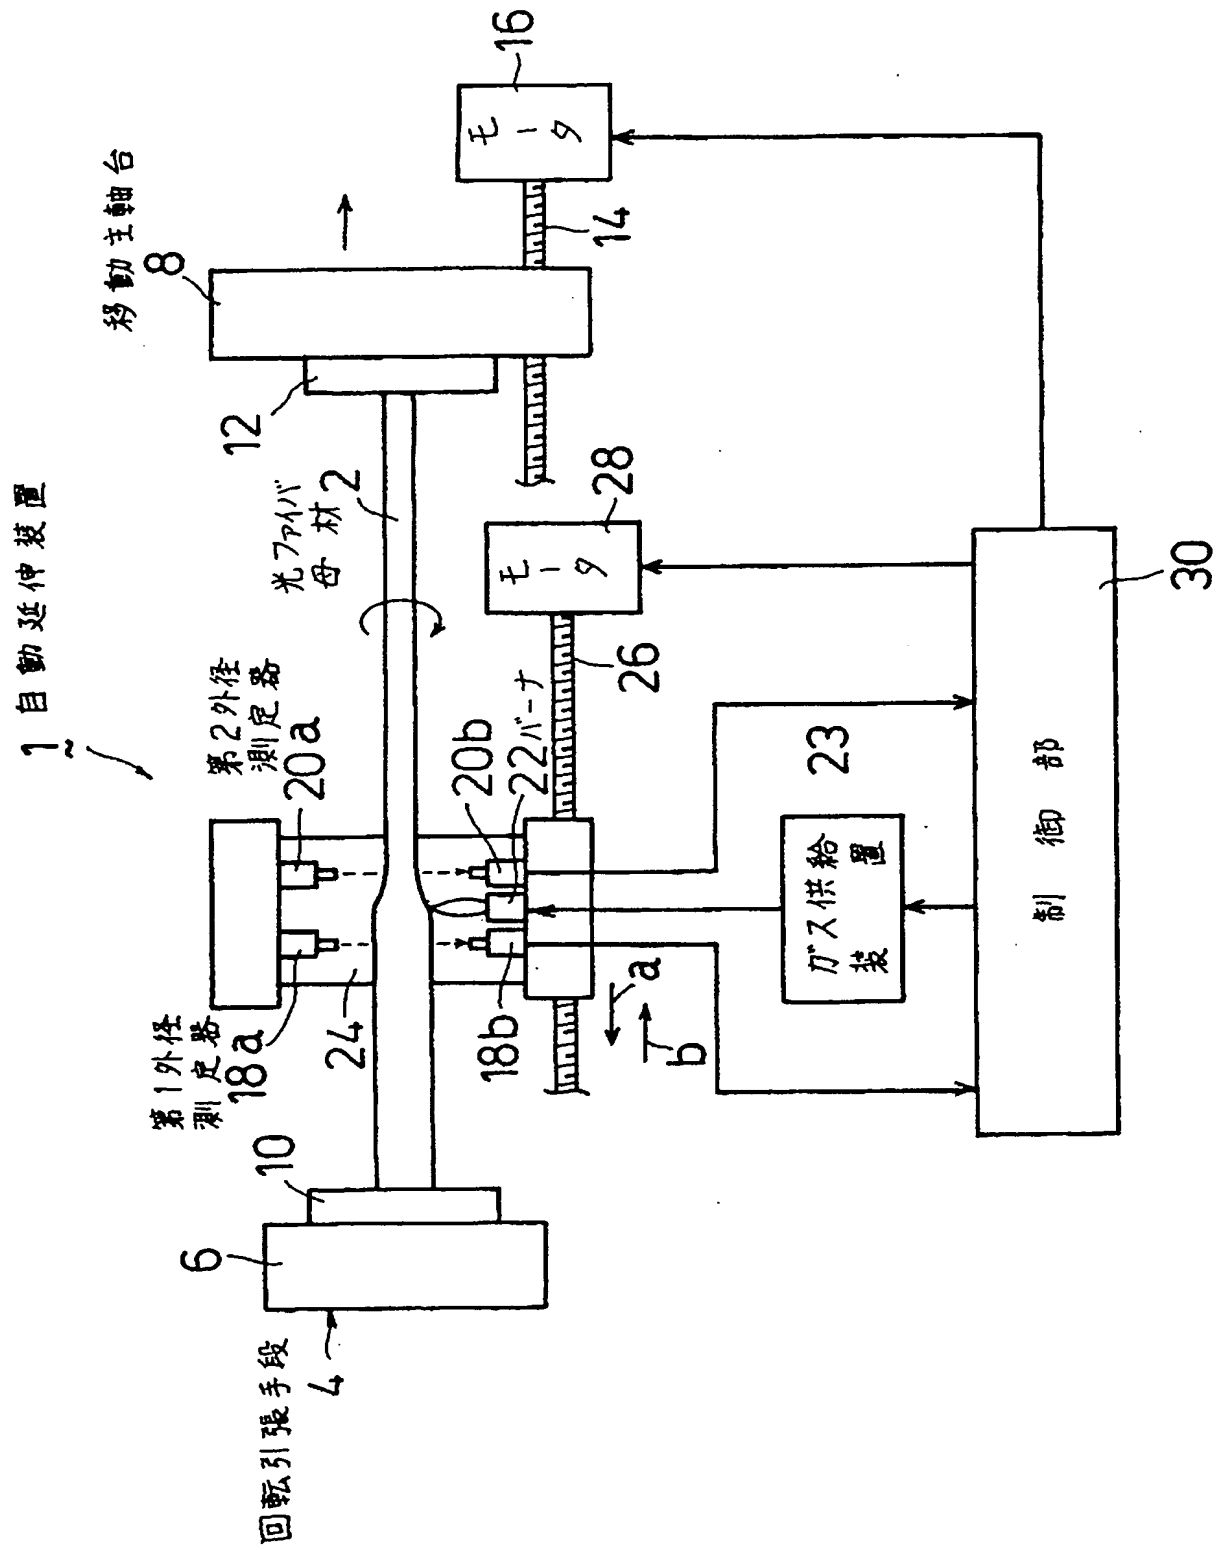 1 自動延伸装置
移動主軸台
8
16
モータ
14
12
光ファイバ
母材 2
28
モータ
26
第2外径
測定器
20a
20b
22 バーナ
第1外径
測定器
18a
24
18b
a
b
10
6
回転引張手段
4
23
ガス供給
装置
制御部
30